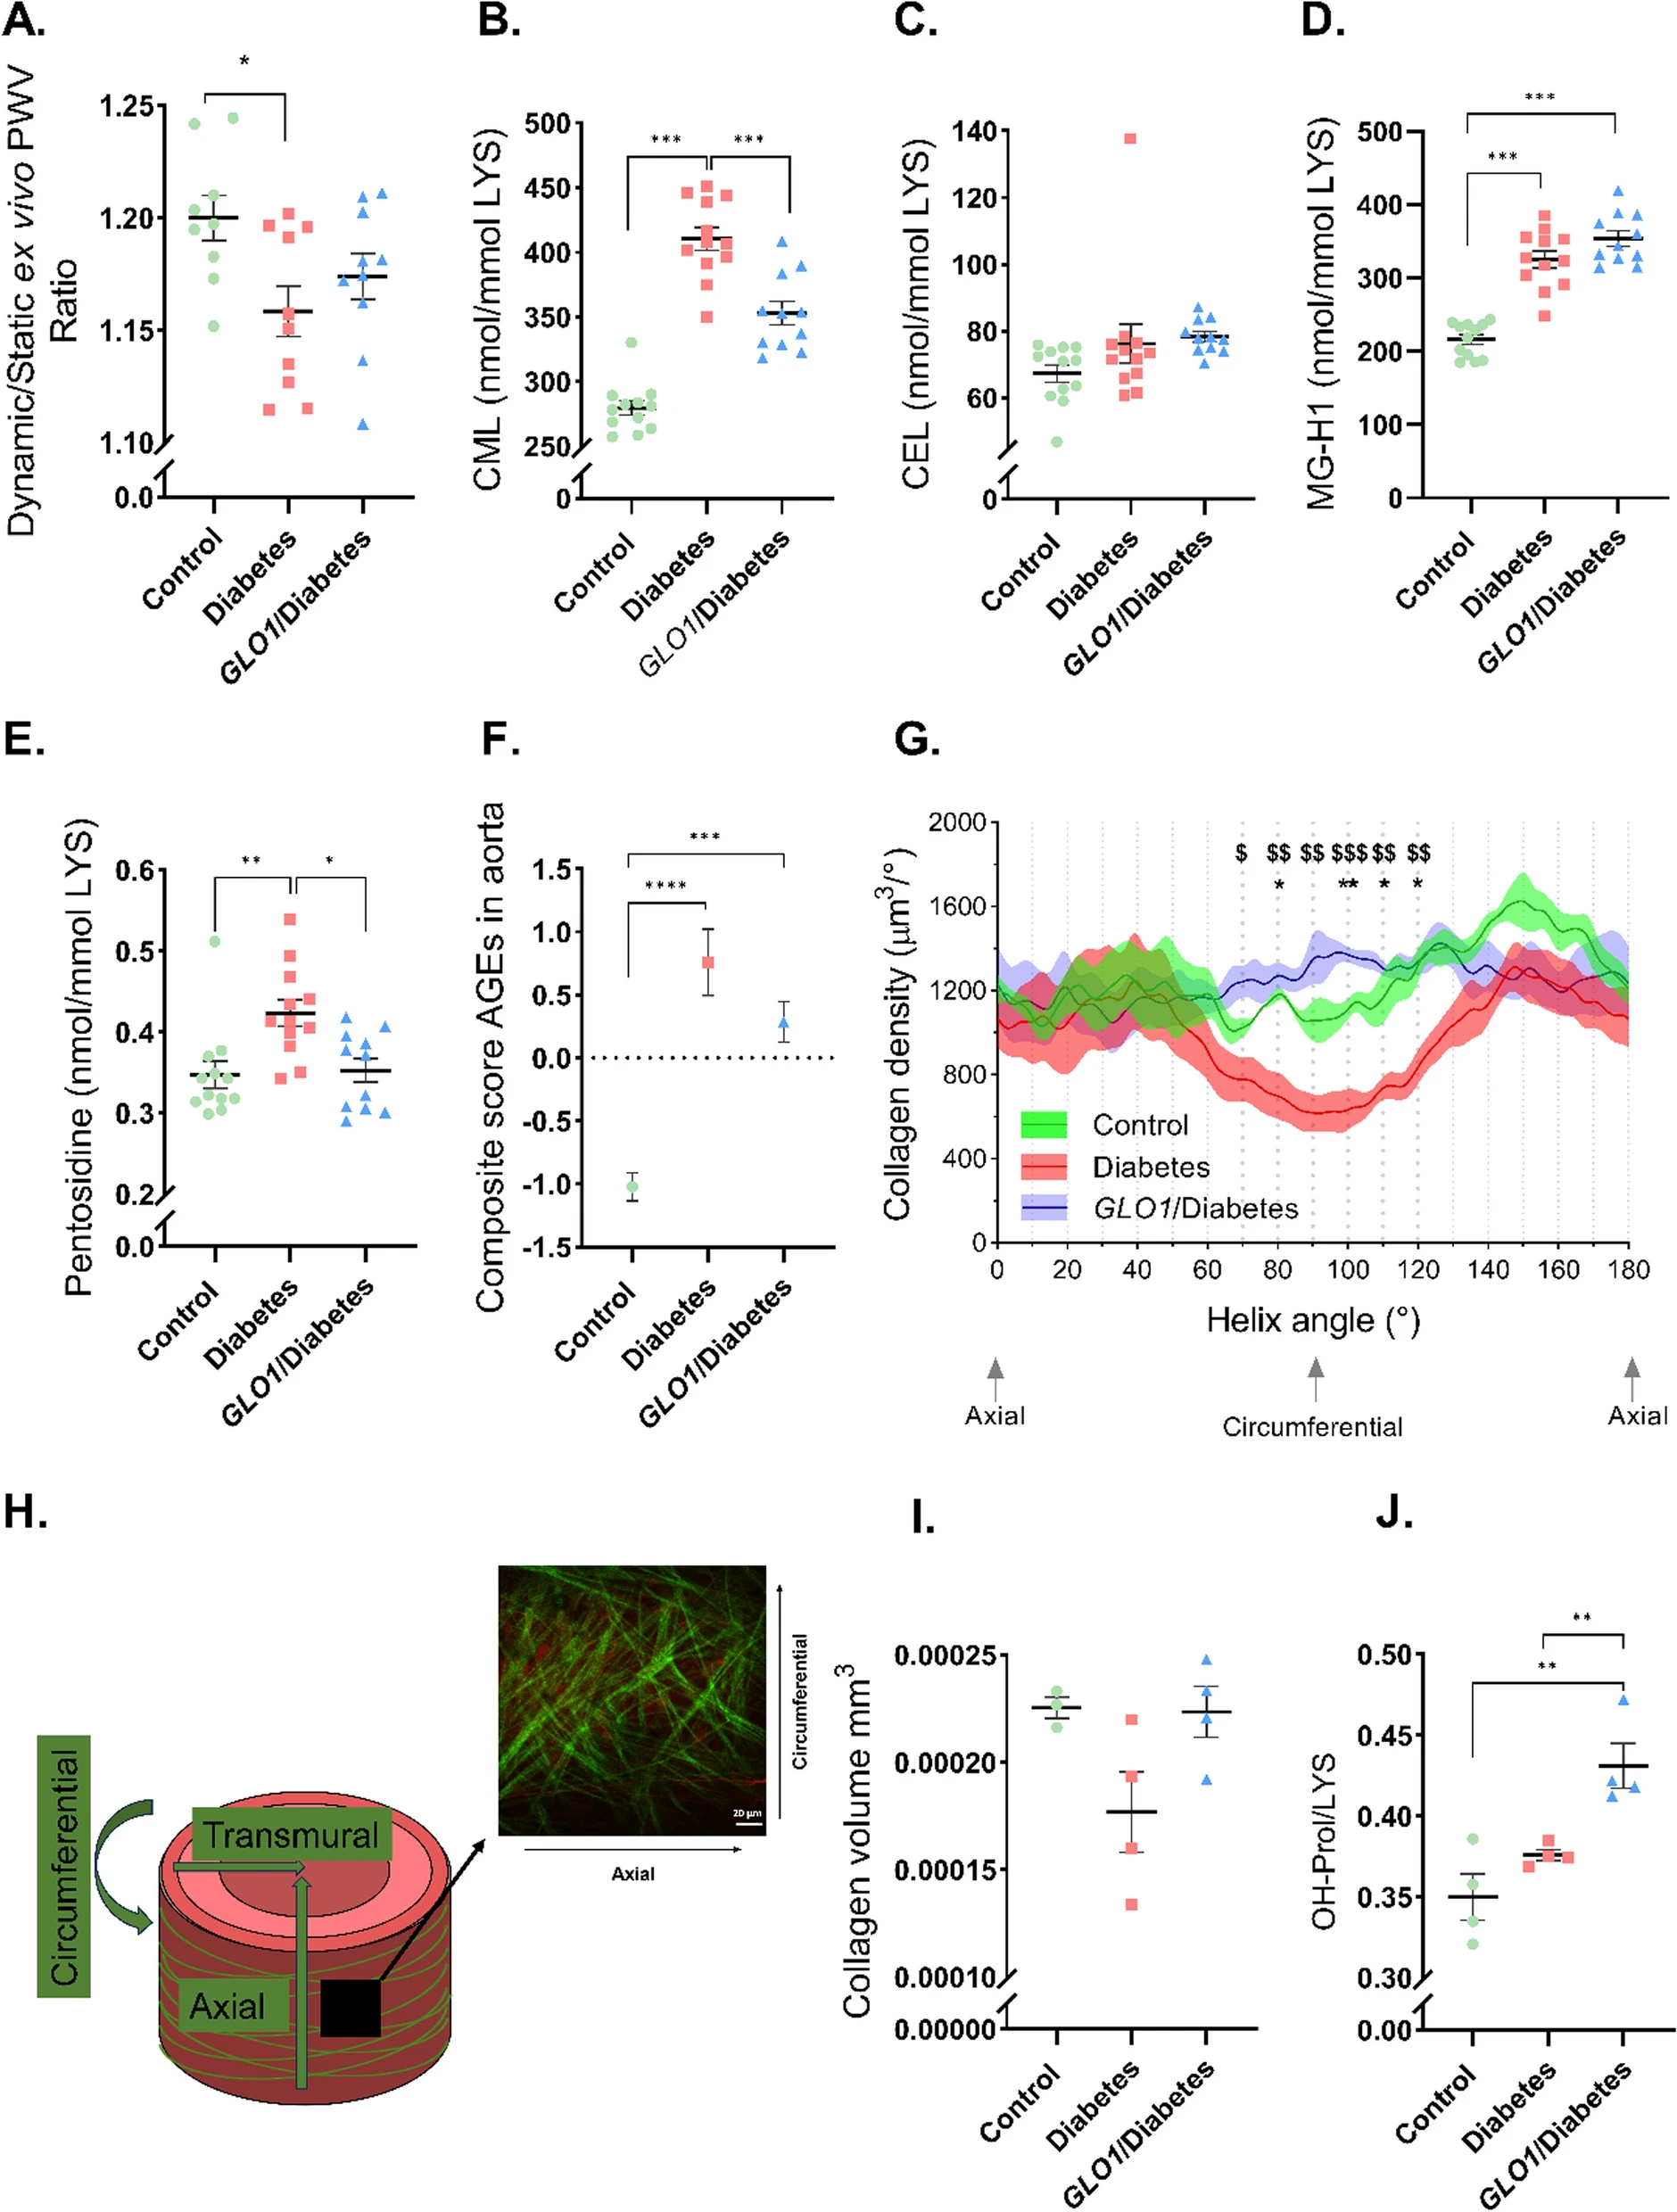 A.
Dynamic/Static ex vivo PWV
Ratio
1.25
1.20
1.15
1.10
0.0
*
Control
Diabetes
GLO1/Diabetes
B.
CML (nmol/mmol LYS)
500
450
400
350
300
250
0
***
***
Control
Diabetes
GLO1/Diabetes
C.
CEL (nmol/mmol LYS)
140
120
100
80
60
0
Control
Diabetes
GLO1/Diabetes
D.
MG-H1 (nmol/mmol LYS)
500
400
300
200
100
0
***
***
Control
Diabetes
GLO1/Diabetes
E.
Pentosidine (nmol/mmol LYS)
0.6
0.5
0.4
0.3
0.2
0.0
**
*
Control
Diabetes
GLO1/Diabetes
F.
Composite score AGEs in aorta
1.5
1.0
0.5
0.0
-0.5
-1.0
-1.5
***
****
Control
Diabetes
GLO1/Diabetes
G.
Collagen density (µm3/°)
2000
1600
1200
800
400
0
$ $$ $$ $$$ $$ $$
* ** * *
Control
Diabetes
GLO1/Diabetes
0 20 40 60 80 100 120 140 160 180
Helix angle (°)
Axial
Circumferential
Axial
H.
Circumferential
Transmural
Axial
20 µm
Circumferential
Axial
I.
Collagen volume mm3
0.00025
0.00020
0.00015
0.00010
0.00000
Control
Diabetes
GLO1/Diabetes
J.
OH-Prol/LYS
0.50
0.45
0.40
0.35
0.30
0.00
**
**
Control
Diabetes
GLO1/Diabetes